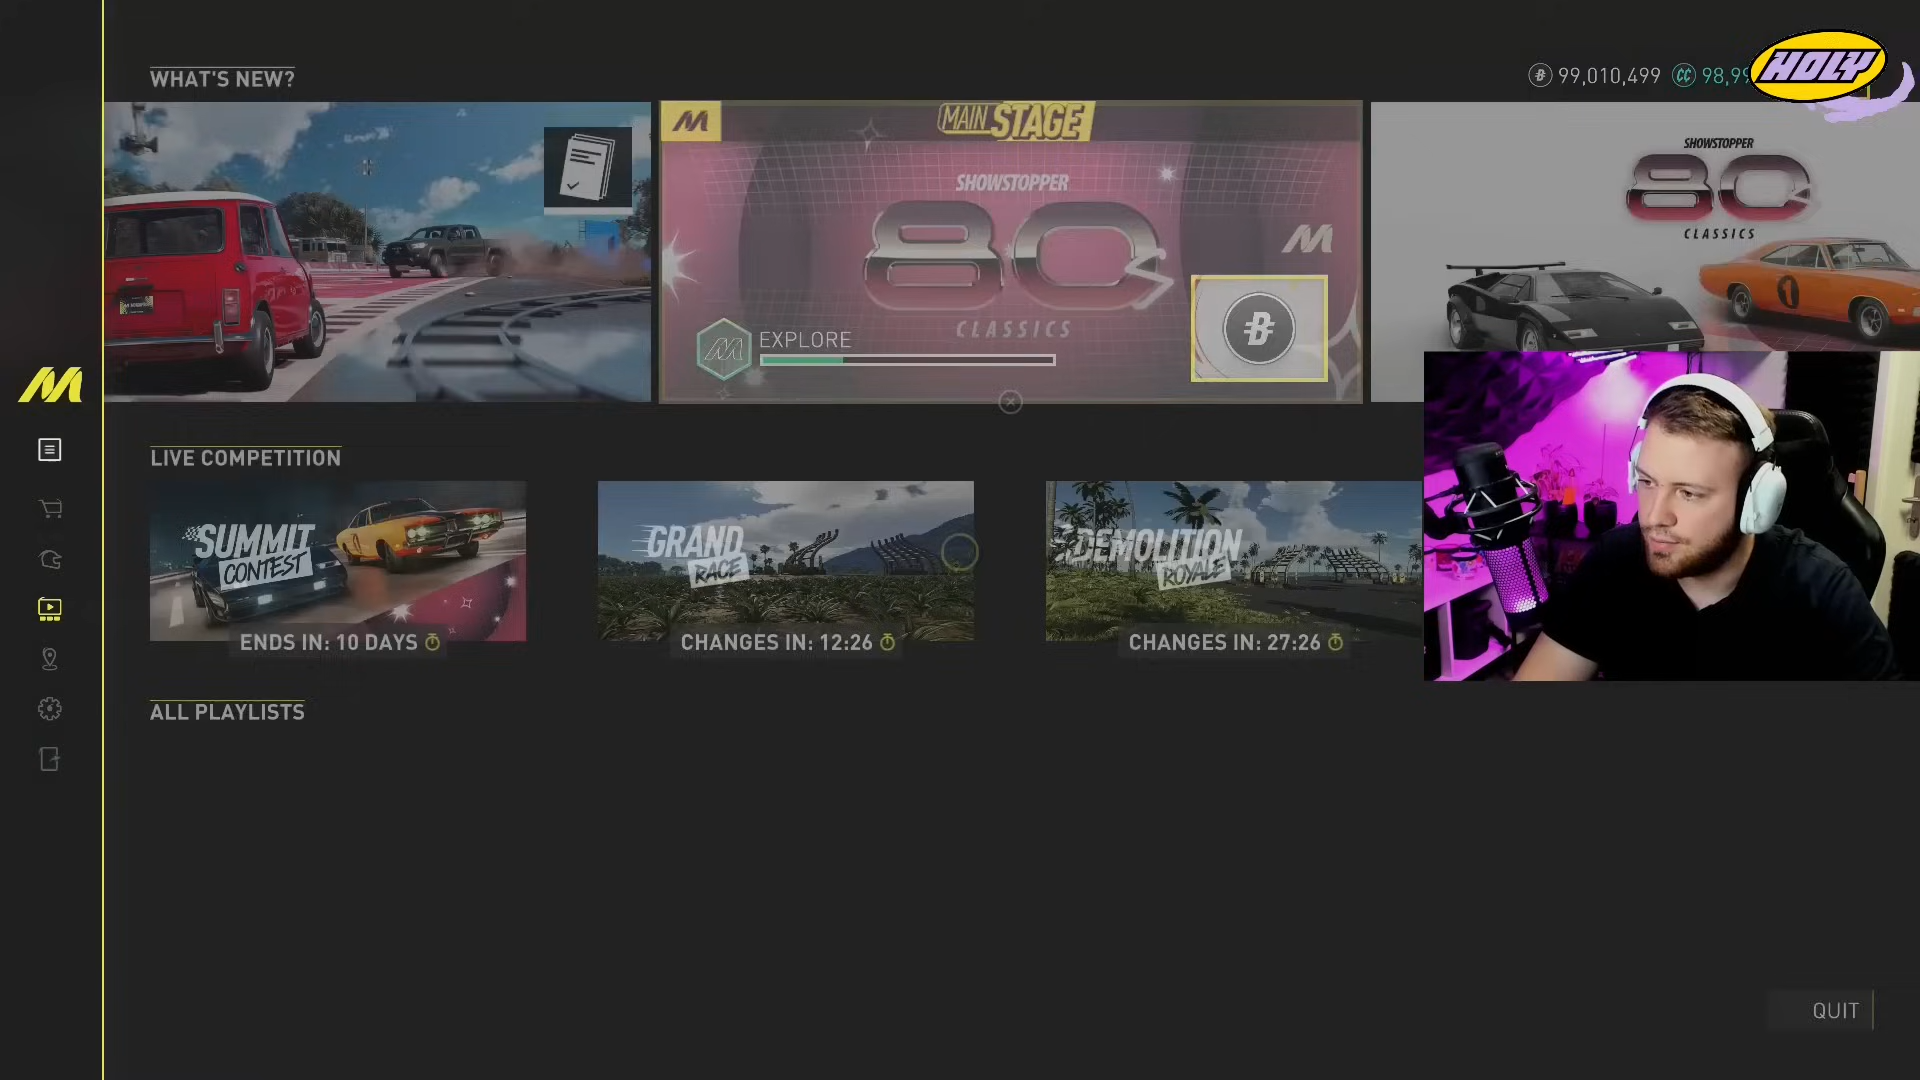 WHAT'S NEW?
99,010,499
98,99
HOLY
MAIN STAGE
SHOWSTOPPER
80s
CLASSICS
EXPLORE
SHOWSTOPPER
80s
CLASSICS
1
LIVE COMPETITION
SUMMIT
CONTEST
ENDS IN: 10 DAYS
GRAND
RACE
CHANGES IN: 12:26
DEMOLITION
ROYALE
CHANGES IN: 27:26
ALL PLAYLISTS
QUIT